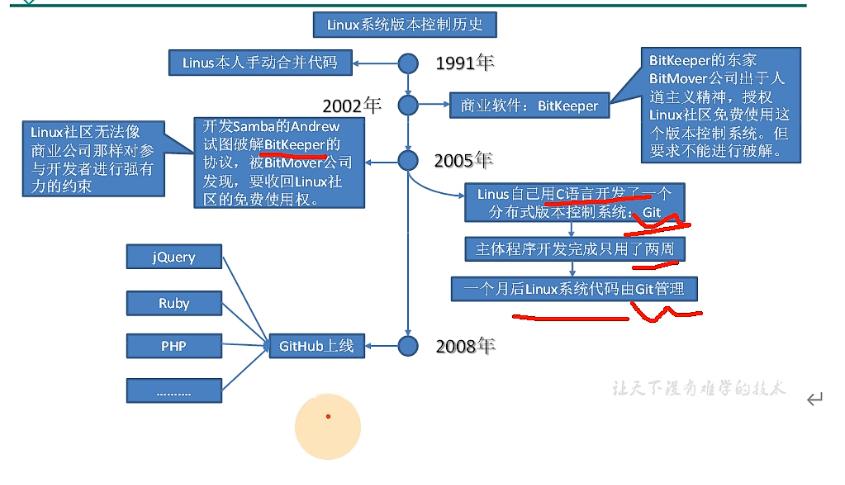 Linux系统版本控制历史
Linus本人手动合并代码
1991年
2002年
商业软件：BitKeeper
BitKeeper的东家
BitMover公司出于人
道主义精神，授权
Linux社区免费使用这
个版本控制系统。但
要求不能进行破解。
Linux社区无法像
商业公司那样对参
与开发者进行强有
力的约束
开发Samba的Andrew
试图破解BitKeeper的
协议，被BitMover公司
发现，要收回Linux社
区的免费使用权。
2005年
Linus自已用C语言开发了一个
分布式版本控制系统：Git
主体程序开发完成只用了两周
一个月后Linux系统代码由Git管理
jQuery
Ruby
PHP
..........
GitHub上线
2008年
让天下没有难学的技术